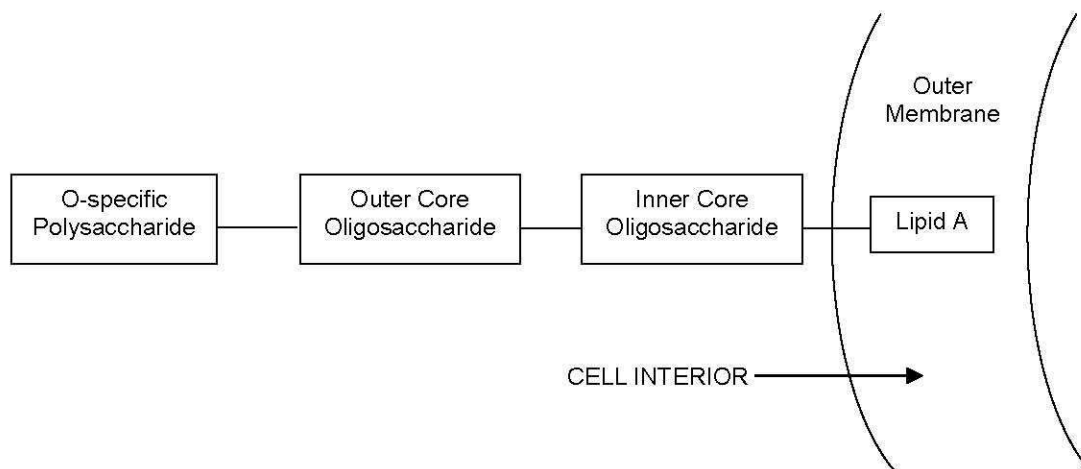 Outer
Membrane
O-specific
Polysaccharide
Outer Core
Oligosaccharide
Inner Core
Oligosaccharide
Lipid A
CELL INTERIOR